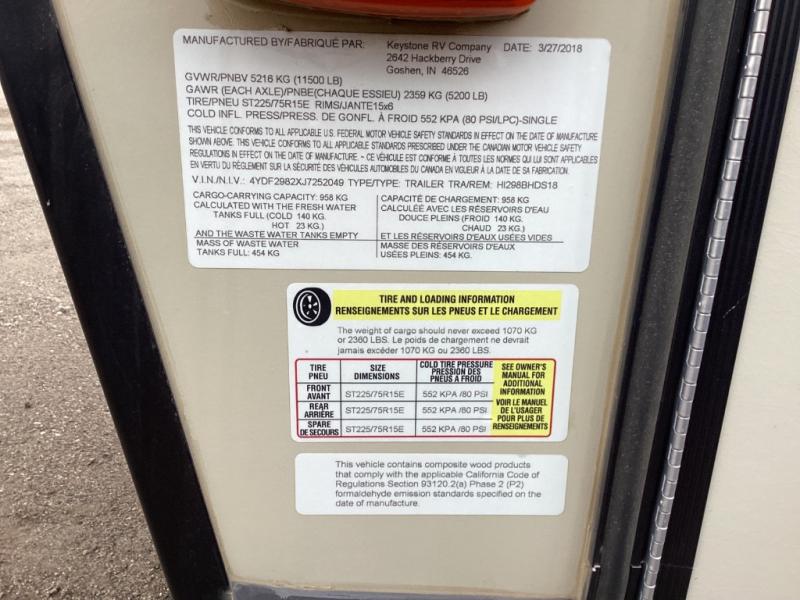 MANUFACTURED BY/FABRIQUÉ PAR: Keystone RV Company DATE: 3/27/2018
2642 Hackberry Drive
Goshen, IN 46526
GVWR/PNBV 5216 KG (11500 LB)
GAWR (EACH AXLE)/PNBE(CHAQUE ESSIEU) 2359 KG (5200 LB)
TIRE/PNEU ST225/75R15E RIMS/JANTE15x6
COLD INFL. PRESS/PRESS. DE GONFL. À FROID 552 KPA (80 PSI/LPC)-SINGLE
THIS VEHICLE CONFORMS TO ALL APPLICABLE U.S. FEDERAL MOTOR VEHICLE SAFETY STANDARDS IN EFFECT ON THE DATE OF MANUFACTURE
SHOWN ABOVE. THIS VEHICLE CONFORMS TO ALL APPLICABLE STANDARDS PRESCRIBED UNDER THE CANADIAN MOTOR VEHICLE SAFETY
REGULATIONS IN EFFECT ON THE DATE OF MANUFACTURE. ~ CE VÉHICULE EST CONFORME À TOUTES LES NORMES QUI LUI SONT APPLICABLES
EN VERTU DU RÈGLEMENT SUR LA SÉCURITÉ DES VÉHICULES AUTOMOBILES DU CANADA EN VIGUEUR À LA DATE DE SA FABRICATION.
V.I.N./N.I.V.: 4YDF2982XJ7252049 TYPE/TYPE: TRAILER TRA/REM: HI298BHDS18
CARGO-CARRYING CAPACITY: 958 KG
CALCULATED WITH THE FRESH WATER
TANKS FULL (COLD 140 KG.
HOT 23 KG.)
AND THE WASTE WATER TANKS EMPTY
MASS OF WASTE WATER
TANKS FULL: 454 KG
CAPACITÉ DE CHARGEMENT: 958 KG
CALCULÉE AVEC LES RÉSERVOIRS D'EAU
DOUCE PLEINS (FROID 140 KG.
CHAUD 23 KG.)
ET LES RÉSERVOIRS D'EAUX USÉES VIDES
MASSE DES RÉSERVOIRS D'EAUX
USÉES PLEINS: 454 KG
TIRE AND LOADING INFORMATION
RENSEIGNEMENTS SUR LES PNEUS ET LE CHARGEMENT
The weight of cargo should never exceed 1070 KG
or 2360 LBS. Le poids de chargement ne devrait
jamais excéder 1070 KG ou 2360 LBS.
TIRE
PNEU
SIZE
DIMENSIONS
COLD TIRE PRESSURE
PRESSION DES
PNEUS A FROID
FRONT
AVANT
ST225/75R15E 552 KPA /80 PSI
REAR
ARRIÈRE
ST225/75R15E 552 KPA /80 PSI
SPARE
DE SECOURS
ST225/75R15E 552 KPA /80 PSI
SEE OWNER'S
MANUAL FOR
ADDITIONAL
INFORMATION
VOIR LE MANUEL
DE L'USAGER
POUR PLUS DE
RENSEIGNEMENTS
This vehicle contains composite wood products
that comply with the applicable California Code of
Regulations Section 93120.2(a) Phase 2 (P2)
formaldehyde emission standards specified on the
date of manufacture.